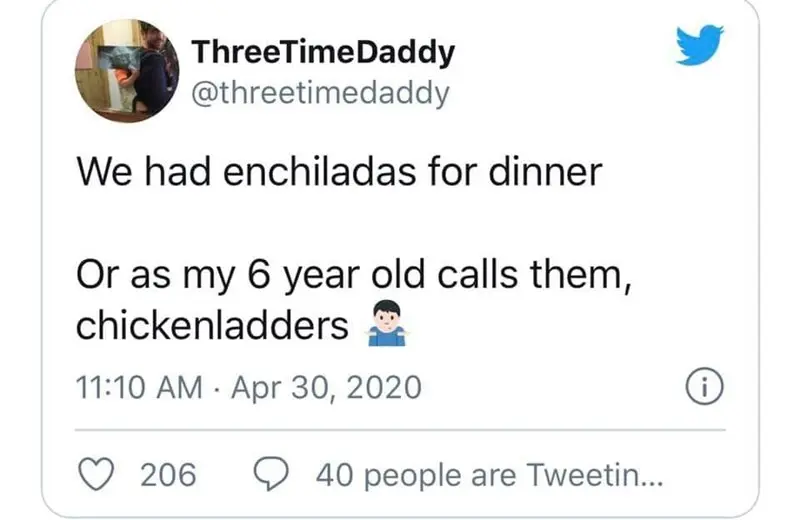 ThreeTimeDaddy
@threetimedaddy
We had enchiladas for dinner
Or as my 6 year old calls them,
chickenladders 🤷🏻‍♂️
11:10 AM · Apr 30, 2020
206
40 people are Tweetin...